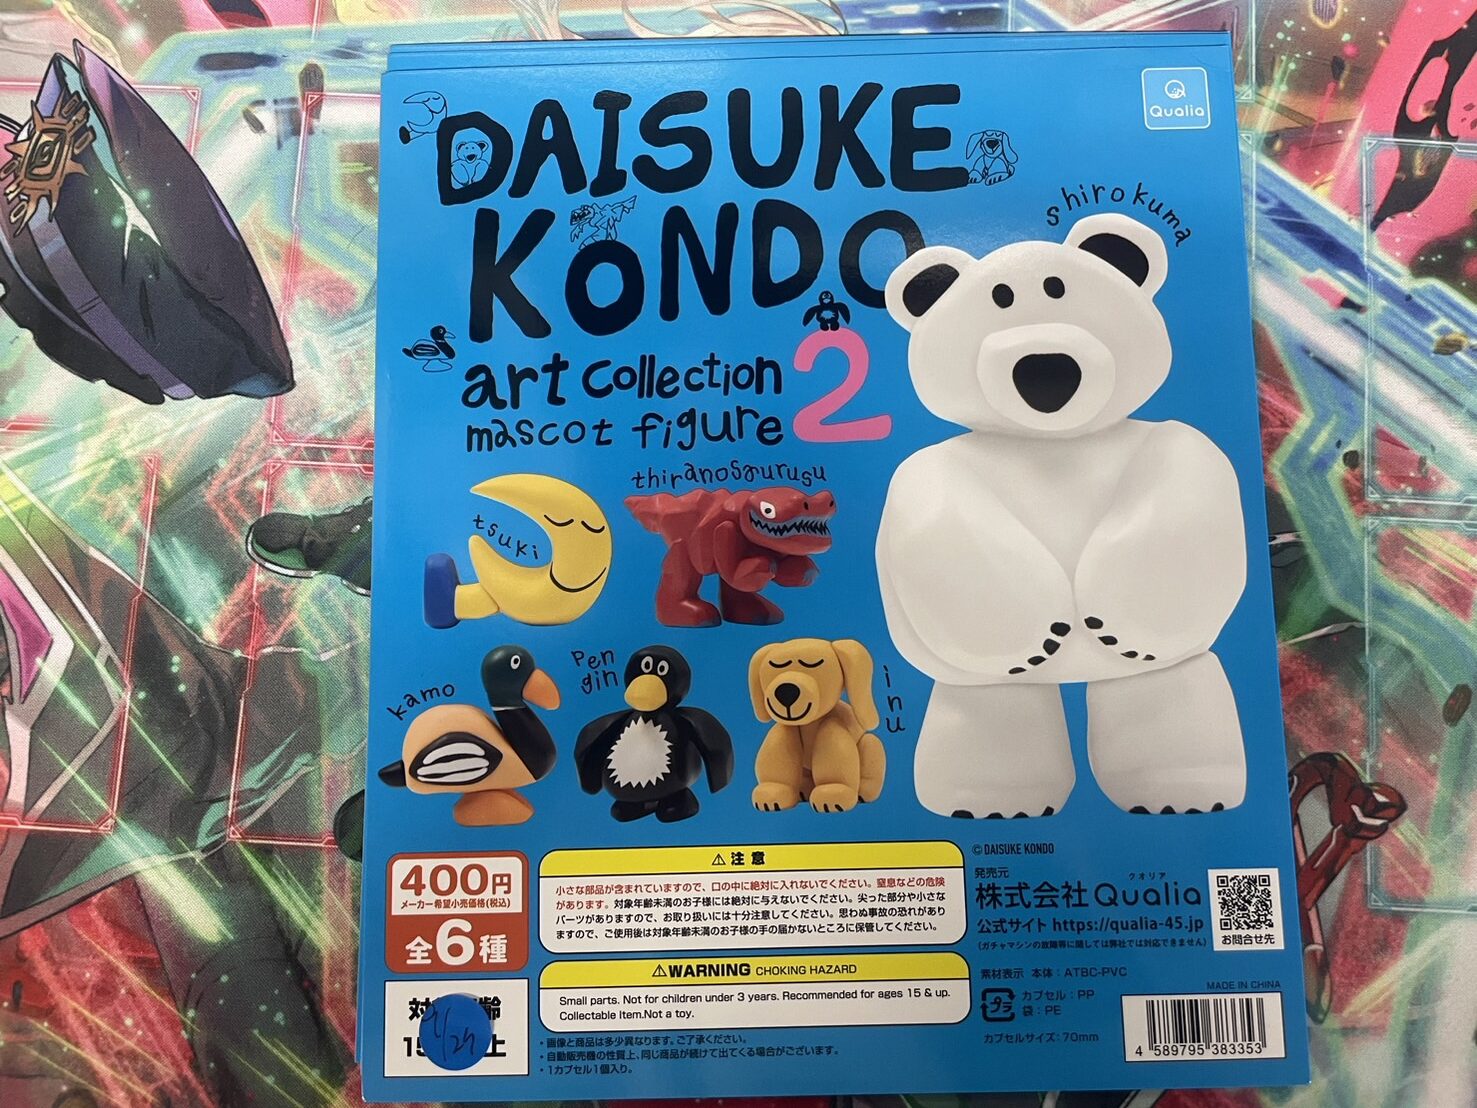 DAISUKE
KONDO
Qualia
art collection
mascot figure
2
shirokuma
tsuki
thiranosaurusu
kamo
pen
gin
inu
400円
メーカー希望小売価格(税込)
全6種
⚠注意
小さな部品が含まれていますので、口の中に絶対に入れないでください。窒息などの危険
があります。対象年齢未満のお子様には絶対に与えないでください。尖った部分や小さな
パーツがありますので、お取り扱いには十分注意してください。思わぬ事故の恐れがあり
ますので、ご使用後は対象年齢未満のお子様の手の届かないところに保管してください。
⚠WARNING CHOKING HAZARD
Small parts. Not for children under 3 years. Recommended for ages 15 & up.
Collectable Item.Not a toy.
・画像と商品は多少異なります。ご了承ください。
・自動販売機の性質上、同じ商品が続けて出てくる場合がございます。
・1カプセル1個入り。
©DAISUKE KONDO
発売元
クオリア
株式会社Qualia
公式サイト https://qualia-45.jp
(ガチャマシンの故障等に関しては弊社では対応できません)
お問合せ先
素材表示 本体：ATBC-PVC
プラ
カプセル：PP
袋：PE
カプセルサイズ：70mm
MADE IN CHINA
4 589795 383353